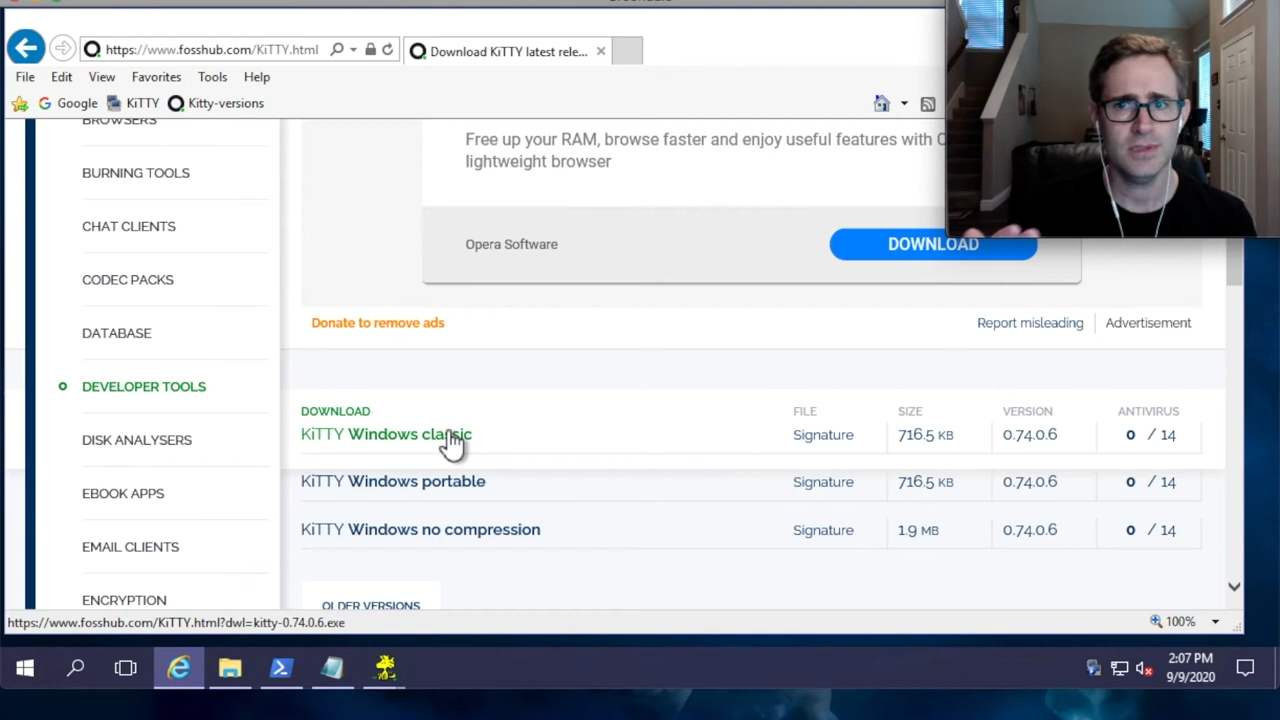 https://www.fosshub.com/KiTTY.html
Download KiTTY latest rele...
File Edit View Favorites Tools Help
Google KiTTY Kitty-versions
BROWSERS
BURNING TOOLS
CHAT CLIENTS
CODEC PACKS
DATABASE
DEVELOPER TOOLS
DISK ANALYSERS
EBOOK APPS
EMAIL CLIENTS
ENCRYPTION
Free up your RAM, browse faster and enjoy useful features with
lightweight browser
Opera Software DOWNLOAD
Donate to remove ads Report misleading Advertisement
DOWNLOAD FILE SIZE VERSION ANTIVIRUS
KiTTY Windows classic Signature 716.5 KB 0.74.0.6 0 / 14
KiTTY Windows portable Signature 716.5 KB 0.74.0.6 0 / 14
KiTTY Windows no compression Signature 1.9 MB 0.74.0.6 0 / 14
OLDER VERSIONS
https://www.fosshub.com/KiTTY.html?dwl=kitty-0.74.0.6.exe
100%
2:07 PM
9/9/2020